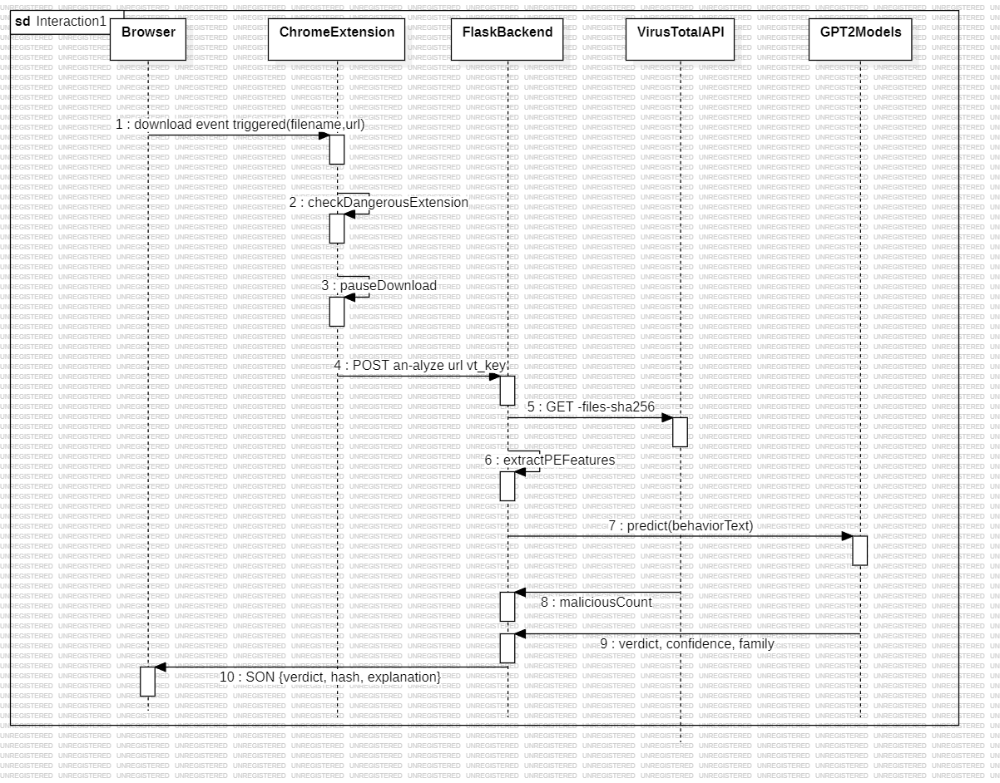 sd Interaction1
Browser
ChromeExtension
FlaskBackend
VirusTotalAPI
GPT2Models
1 : download event triggered(filename,url)
2 : checkDangerousExtension
3 : pauseDownload
4 : POST an-alyze url vt_key
5 : GET -files-sha256
6 : extractPEFeatures
7 : predict(behaviorText)
8 : maliciousCount
9 : verdict, confidence, family
10 : SON {verdict, hash, explanation}
UNREGISTERED